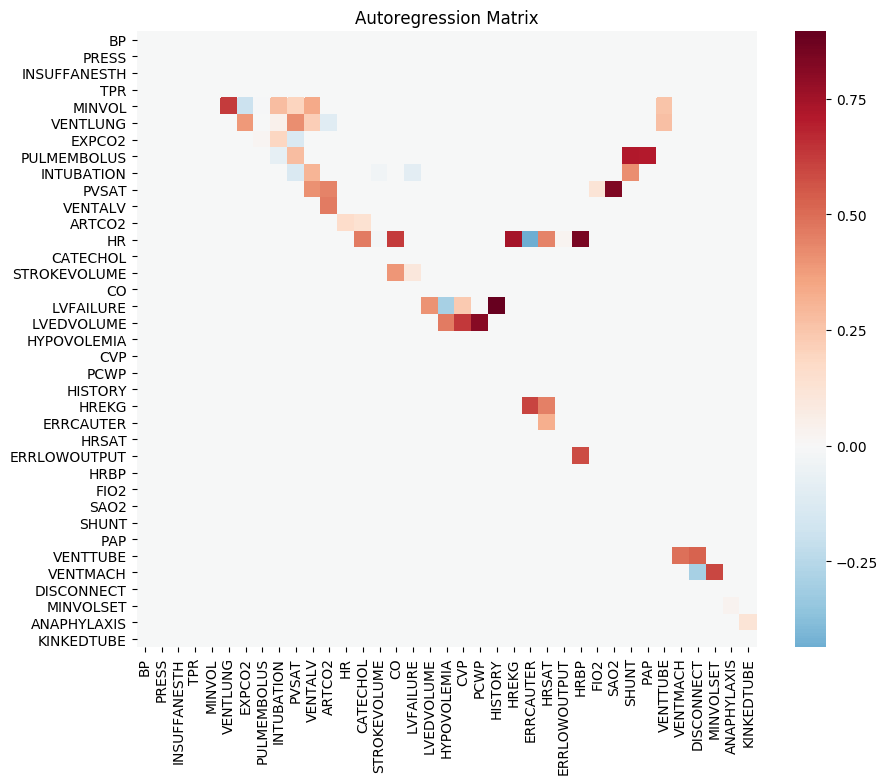 Autoregression Matrix
BP
PRESS
INSUFFANESTH
TPR
MINVOL
VENTLUNG
EXPCO2
PULMEMBOLUS
INTUBATION
PVSAT
VENTALV
ARTCO2
HR
CATECHOL
STROKEVOLUME
CO
LVFAILURE
LVEDVOLUME
HYPOVOLEMIA
CVP
PCWP
HISTORY
HREKG
ERRCAUTER
HRSAT
ERRLOWOUTPUT
HRBP
FIO2
SAO2
SHUNT
PAP
VENTTUBE
VENTMACH
DISCONNECT
MINVOLSET
ANAPHYLAXIS
KINKEDTUBE
BP
PRESS
INSUFFANESTH
TPR
MINVOL
VENTLUNG
EXPCO2
PULMEMBOLUS
INTUBATION
PVSAT
VENTALV
ARTCO2
HR
CATECHOL
STROKEVOLUME
CO
LVFAILURE
LVEDVOLUME
HYPOVOLEMIA
CVP
PCWP
HISTORY
HREKG
ERRCAUTER
HRSAT
ERRLOWOUTPUT
HRBP
FIO2
SAO2
SHUNT
PAP
VENTTUBE
VENTMACH
DISCONNECT
MINVOLSET
ANAPHYLAXIS
KINKEDTUBE
0.75
0.50
0.25
0.00
−0.25